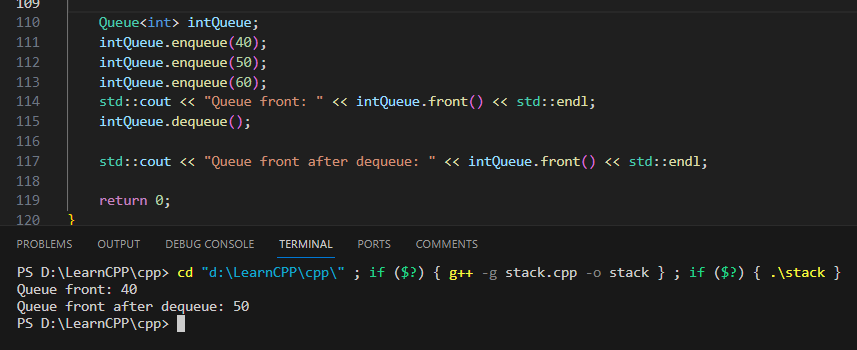 109
110 Queue<int> intQueue;
111 intQueue.enqueue(40);
112 intQueue.enqueue(50);
113 intQueue.enqueue(60);
114 std::cout << "Queue front: " << intQueue.front() << std::endl;
115 intQueue.dequeue();
116
117 std::cout << "Queue front after dequeue: " << intQueue.front() << std::endl;
118
119 return 0;
120 }
PROBLEMS OUTPUT DEBUG CONSOLE TERMINAL PORTS COMMENTS
PS D:\LearnCPP\cpp> cd "d:\LearnCPP\cpp\" ; if ($?) { g++ -g stack.cpp -o stack } ; if ($?) { .\stack }
Queue front: 40
Queue front after dequeue: 50
PS D:\LearnCPP\cpp>